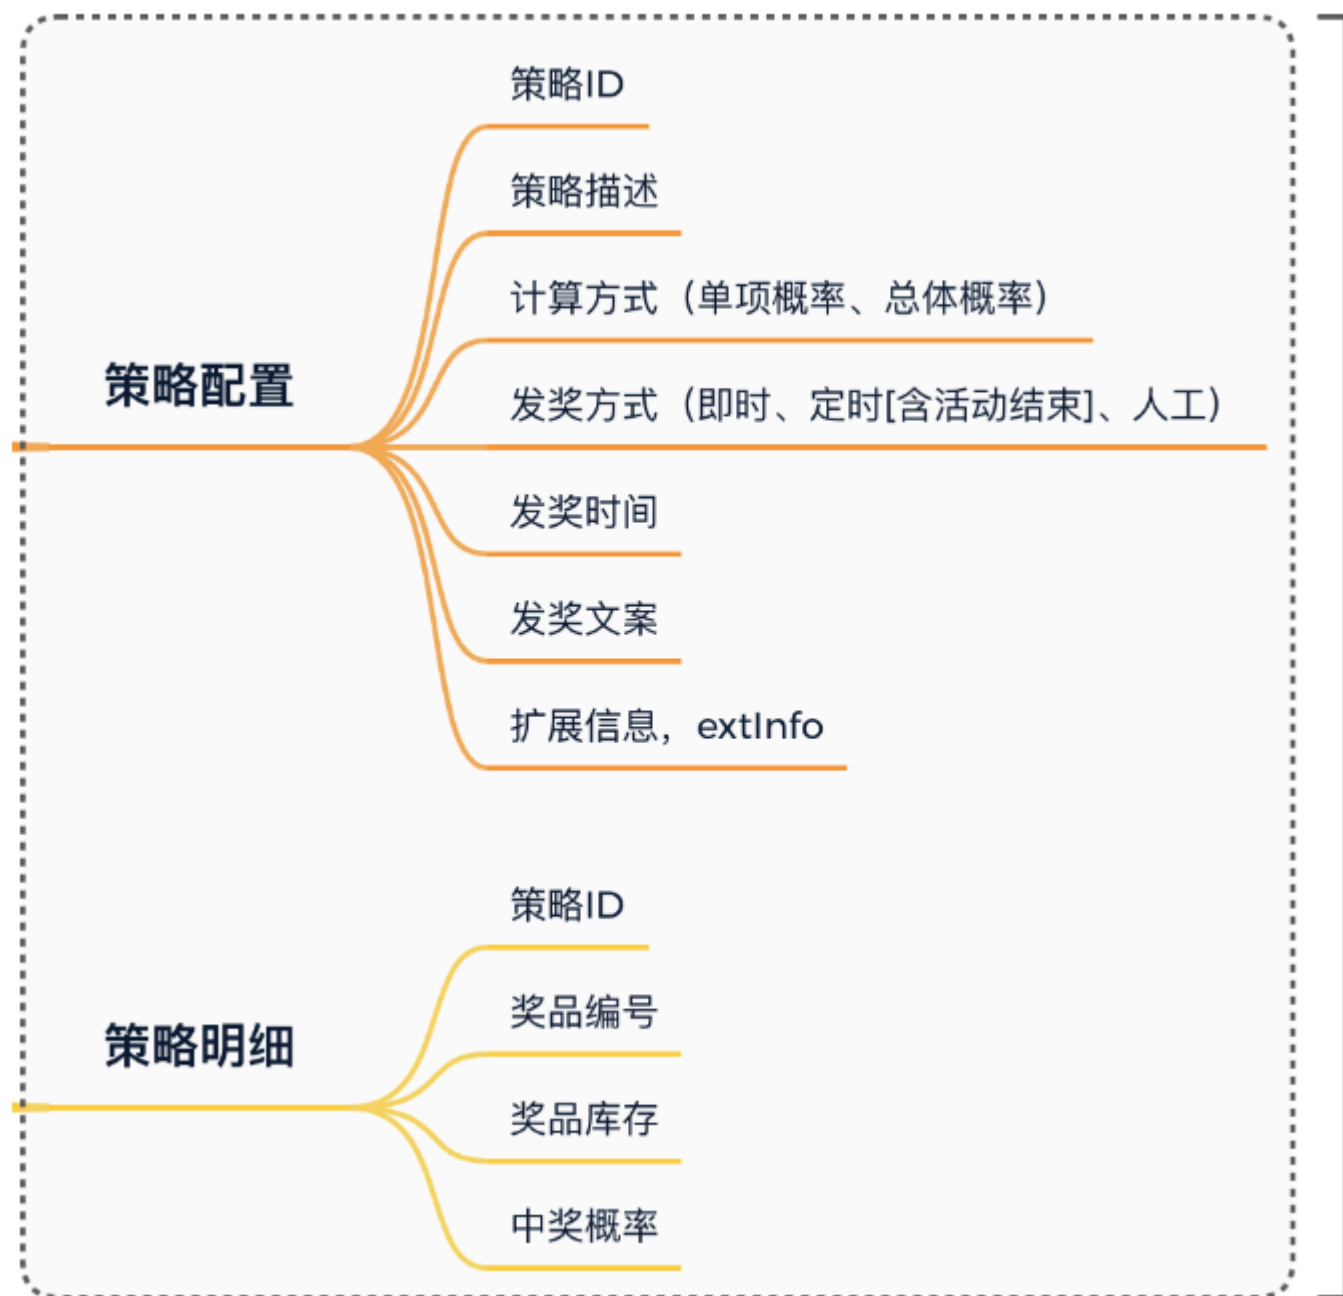 策略配置
策略ID
策略描述
计算方式（单项概率、总体概率）
发奖方式（即时、定时[含活动结束]、人工）
发奖时间
发奖文案
扩展信息，extInfo
策略明细
策略ID
奖品编号
奖品库存
中奖概率